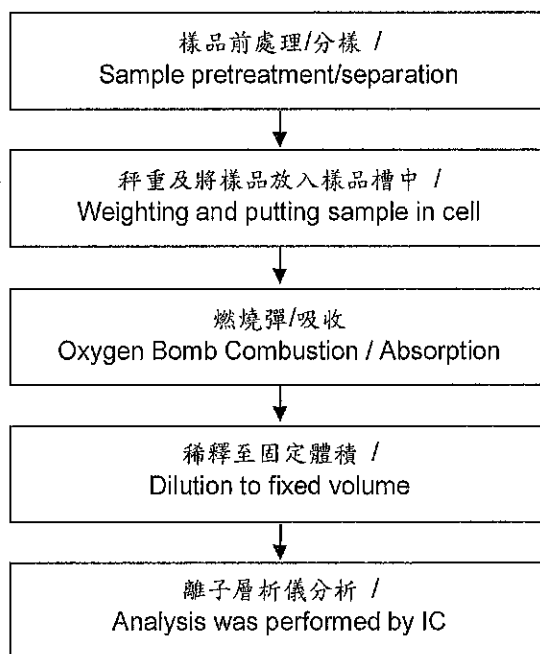 樣品前處理/分樣 /
Sample pretreatment/separation
秤重及將樣品放入樣品槽中 /
Weighting and putting sample in cell
燃燒彈/吸收
Oxygen Bomb Combustion / Absorption
稀釋至固定體積 /
Dilution to fixed volume
離子層析儀分析 /
Analysis was performed by IC